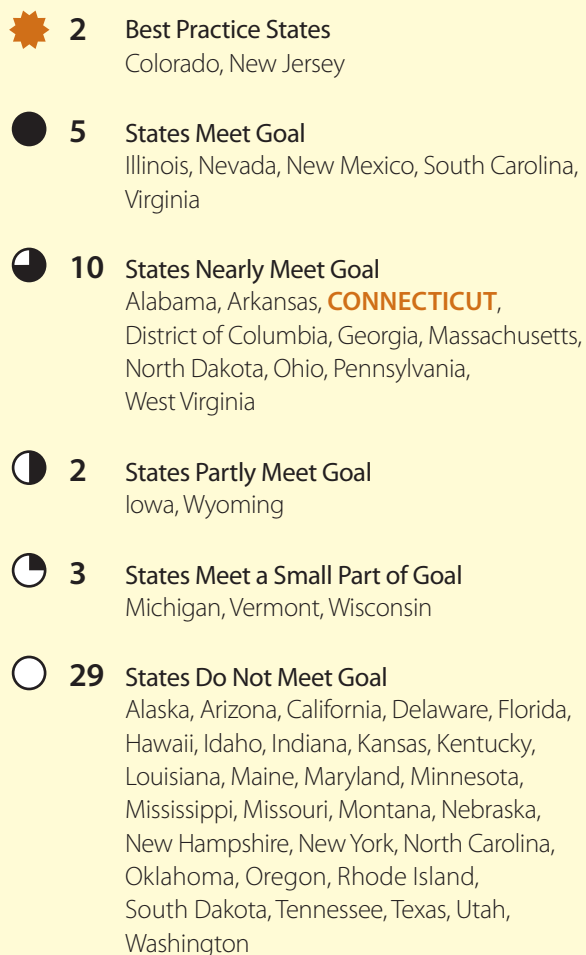 2 Best Practice States
Colorado, New Jersey
5 States Meet Goal
Illinois, Nevada, New Mexico, South Carolina,
Virginia
10 States Nearly Meet Goal
Alabama, Arkansas, CONNECTICUT,
District of Columbia, Georgia, Massachusetts,
North Dakota, Ohio, Pennsylvania,
West Virginia
2 States Partly Meet Goal
Iowa, Wyoming
3 States Meet a Small Part of Goal
Michigan, Vermont, Wisconsin
29 States Do Not Meet Goal
Alaska, Arizona, California, Delaware, Florida,
Hawaii, Idaho, Indiana, Kansas, Kentucky,
Louisiana, Maine, Maryland, Minnesota,
Mississippi, Missouri, Montana, Nebraska,
New Hampshire, New York, North Carolina,
Oklahoma, Oregon, Rhode Island,
South Dakota, Tennessee, Texas, Utah,
Washington